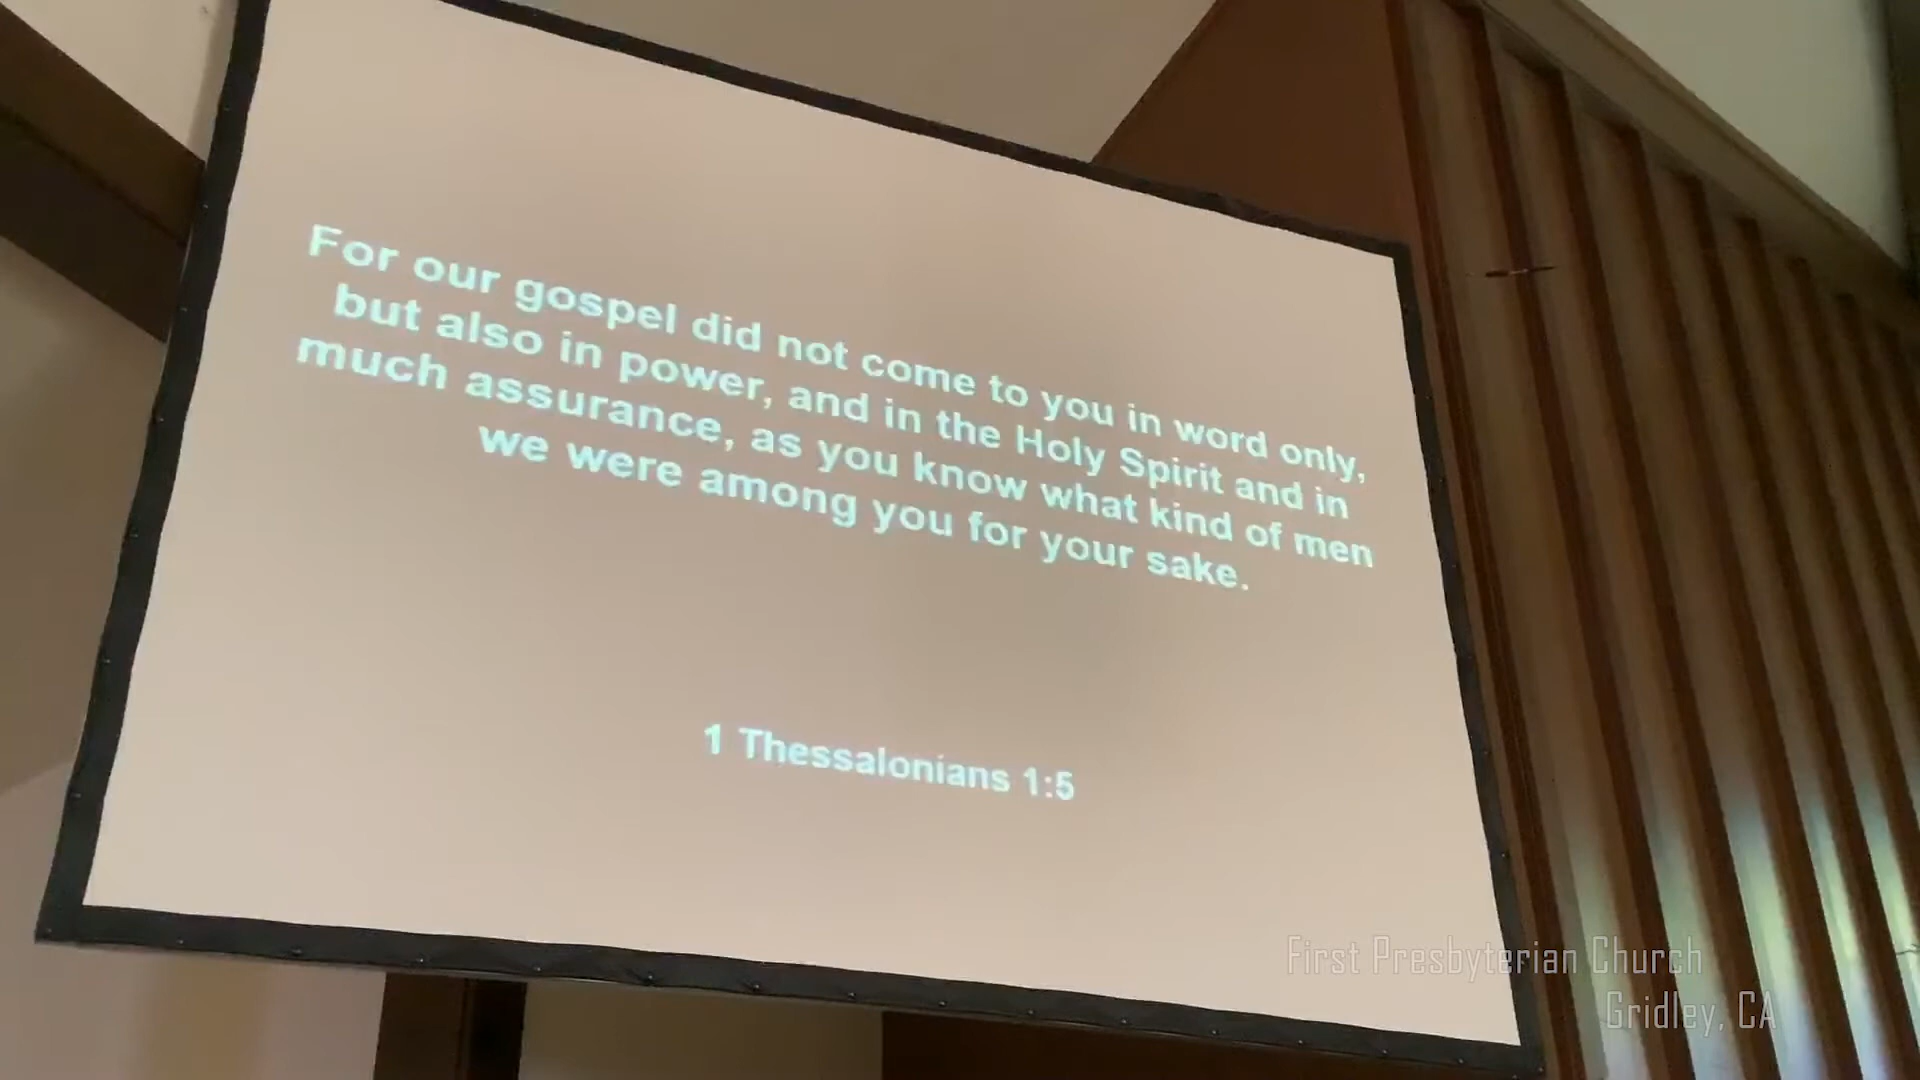 For our gospel did not come to you in word only,
but also in power, and in the Holy Spirit and in
much assurance, as you know what kind of men
we were among you for your sake.
1 Thessalonians 1:5
First Presbyterian Church
Gridley, CA